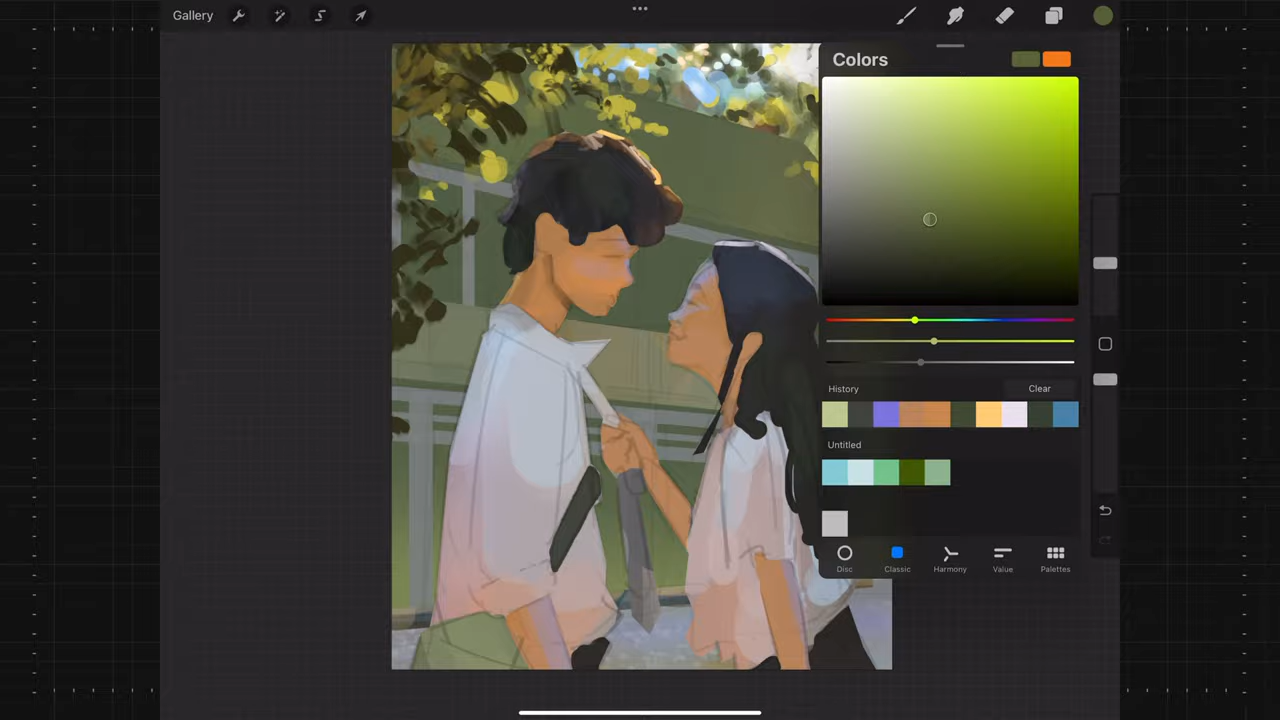 Gallery
Colors
History
Clear
Untitled
Disc
Classic
Harmony
Value
Palettes